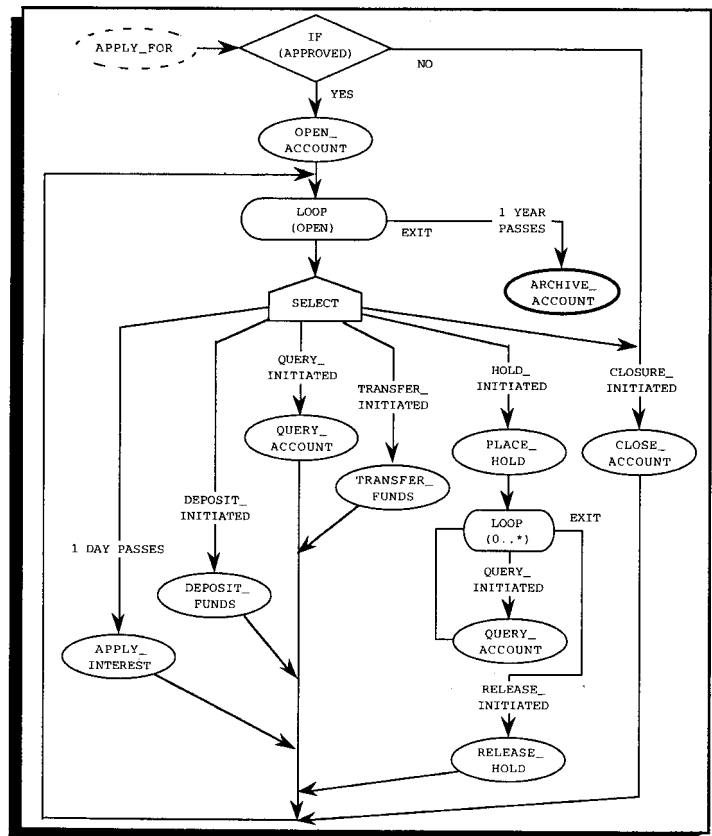 APPLY_FOR
IF
(APPROVED)
NO
YES
OPEN_
ACCOUNT
LOOP
(OPEN)
EXIT
1 YEAR
PASSES
ARCHIVE_
ACCOUNT
SELECT
QUERY_
INITIATED
TRANSFER_
INITIATED
HOLD_
INITIATED
CLOSURE_
INITIATED
QUERY_
ACCOUNT
PLACE_
HOLD
CLOSE_
ACCOUNT
TRANSFER_
FUNDS
DEPOSIT_
INITIATED
LOOP
(0..*)
EXIT
1 DAY PASSES
QUERY_
INITIATED
DEPOSIT_
FUNDS
QUERY_
ACCOUNT
APPLY_
INTEREST
RELEASE_
INITIATED
RELEASE_
HOLD